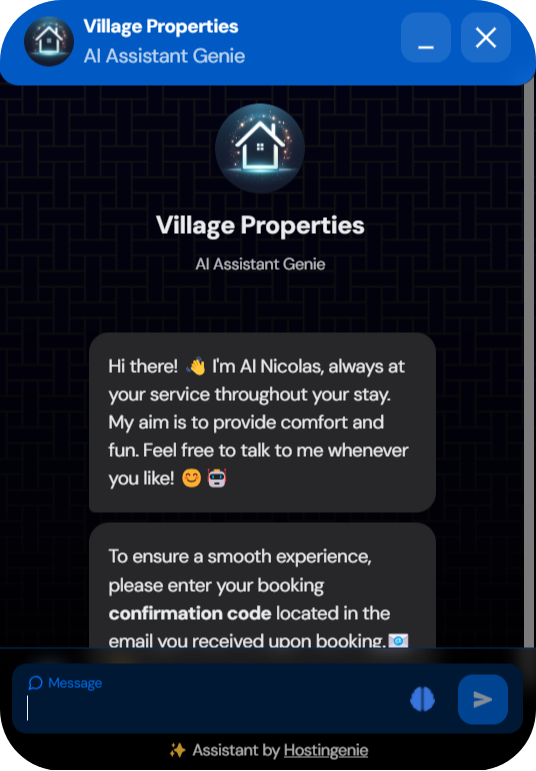 Village Properties
AI Assistant Genie
Village Properties
AI Assistant Genie
Hi there! 👋 I'm AI Nicolas, always at
your service throughout your stay.
My aim is to provide comfort and
fun. Feel free to talk to me whenever
you like! 😊 🤖
To ensure a smooth experience,
please enter your booking
confirmation code located in the
email you received upon booking.📧
Message
✨ Assistant by Hostingenie